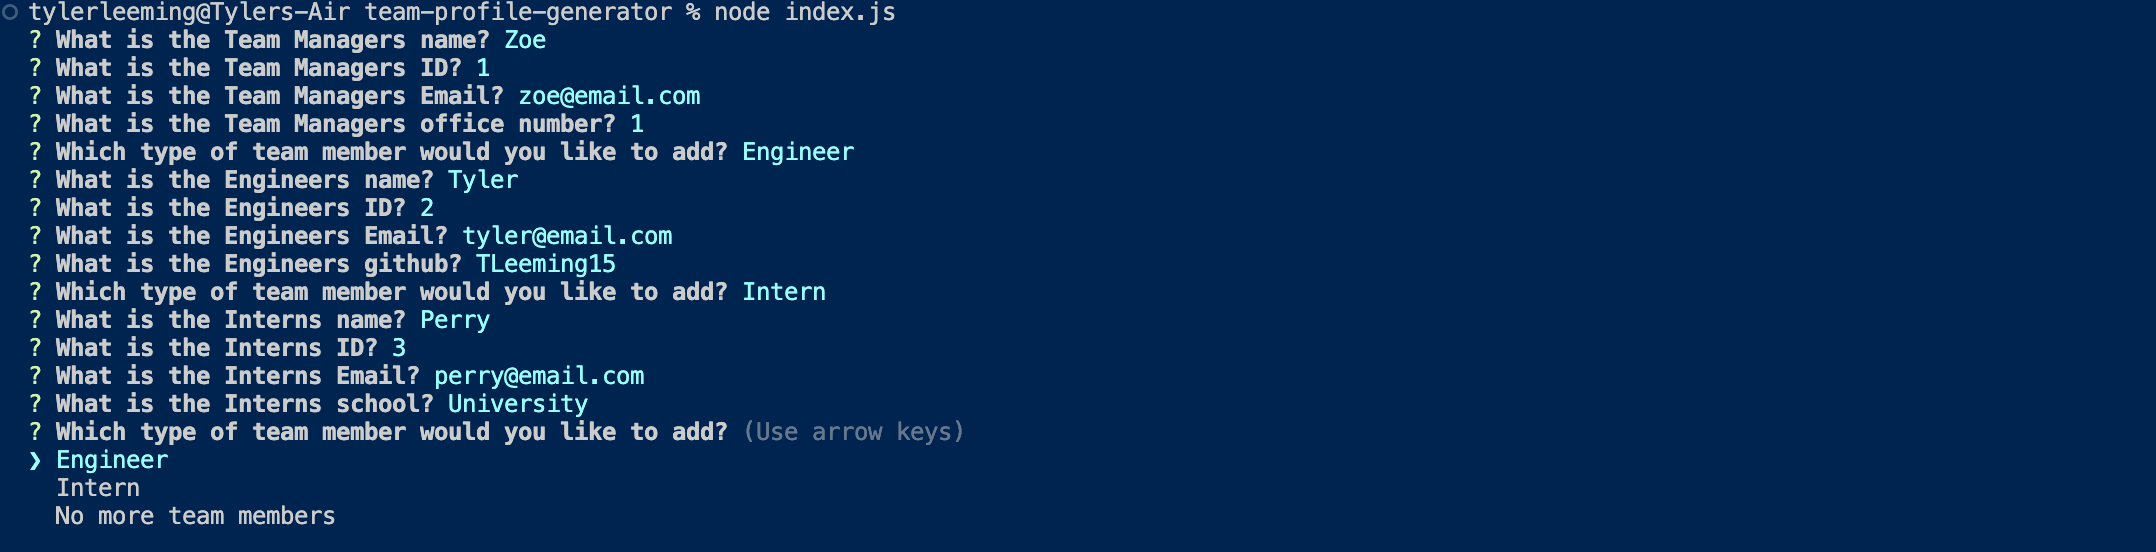 tylerleeming@Tylers-Air team-profile-generator % node index.js
? What is the Team Managers name? Zoe
? What is the Team Managers ID? 1
? What is the Team Managers Email? zoe@email.com
? What is the Team Managers office number? 1
? Which type of team member would you like to add? Engineer
? What is the Engineers name? Tyler
? What is the Engineers ID? 2
? What is the Engineers Email? tyler@email.com
? What is the Engineers github? TLeeming15
? Which type of team member would you like to add? Intern
? What is the Interns name? Perry
? What is the Interns ID? 3
? What is the Interns Email? perry@email.com
? What is the Interns school? University
? Which type of team member would you like to add? (Use arrow keys)
❯ Engineer
Intern
No more team members